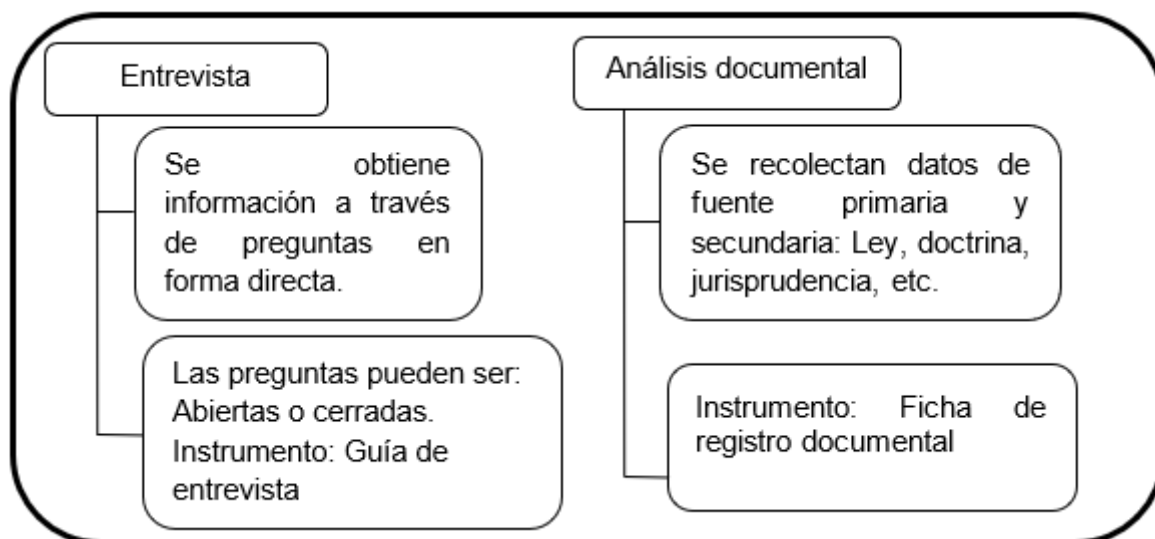 Entrevista
Se obtiene
información a través
de preguntas en
forma directa.
Las preguntas pueden ser:
Abiertas o cerradas.
Instrumento: Guía de
entrevista
Análisis documental
Se recolectan datos de
fuente primaria y
secundaria: Ley, doctrina,
jurisprudencia, etc.
Instrumento: Ficha de
registro documental